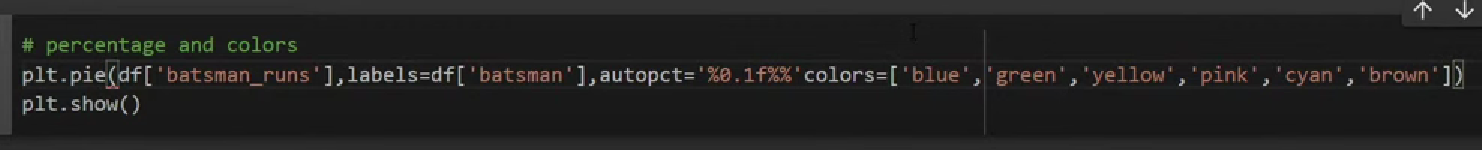 # percentage and colors
plt.pie(df['batsman_runs'],labels=df['batsman'],autopct='%0.1f%%'colors=['blue','green','yellow','pink','cyan','brown'])
plt.show()